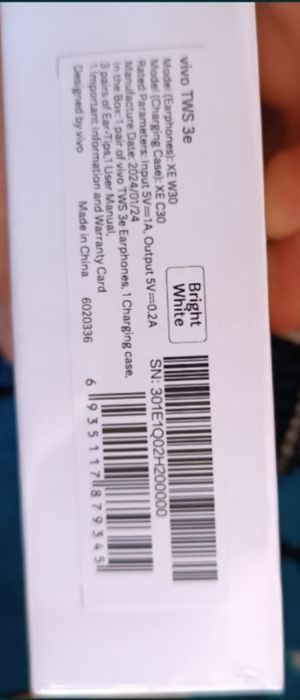 vivo TWS 3e
Model (Earphones): XE W30
Model (Charging Case): XE C30
Rated Parameters: Input 5V⎓1A, Output 5V⎓0.2A
Manufacture Date: 2024/01/24
In the Box: 1 pair of vivo TWS 3e Earphones, 1 Charging case,
3 pairs of Ear-Tips,1 User Manual,
1 Important Information and Warranty Card
Designed by vivo Made in China 6020336
Bright
White
SN: 301E1Q02H200000
6 935117 879345